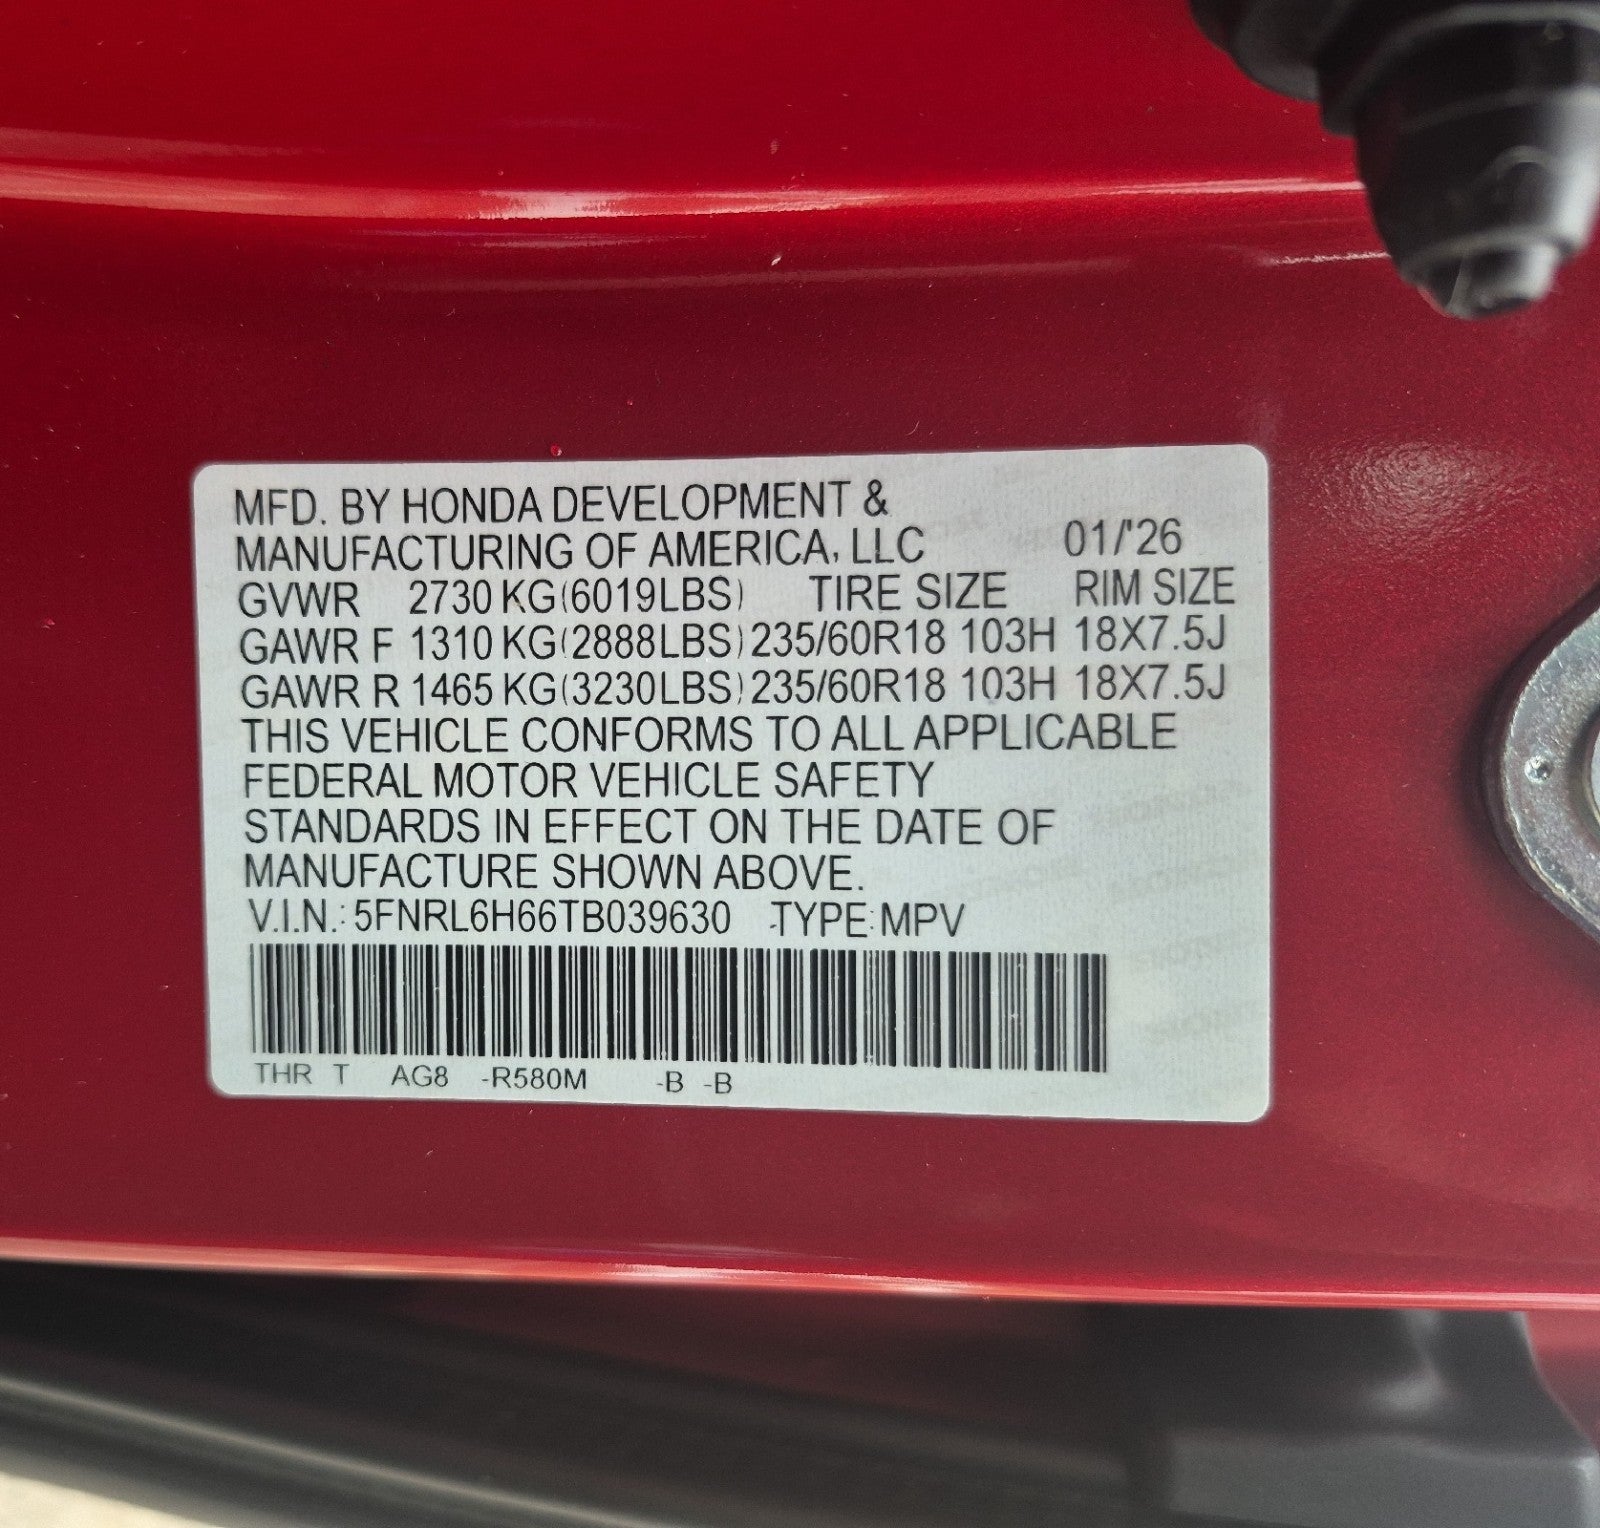 MFD. BY HONDA DEVELOPMENT &
MANUFACTURING OF AMERICA, LLC 01/'26
GVWR 2730 KG(6019LBS) TIRE SIZE RIM SIZE
GAWR F 1310 KG(2888LBS) 235/60R18 103H 18X7.5J
GAWR R 1465 KG(3230LBS) 235/60R18 103H 18X7.5J
THIS VEHICLE CONFORMS TO ALL APPLICABLE
FEDERAL MOTOR VEHICLE SAFETY
STANDARDS IN EFFECT ON THE DATE OF
MANUFACTURE SHOWN ABOVE.
V.I.N.: 5FNRL6H66TB039630 TYPE: MPV
THR T AG8 -R580M -B -B